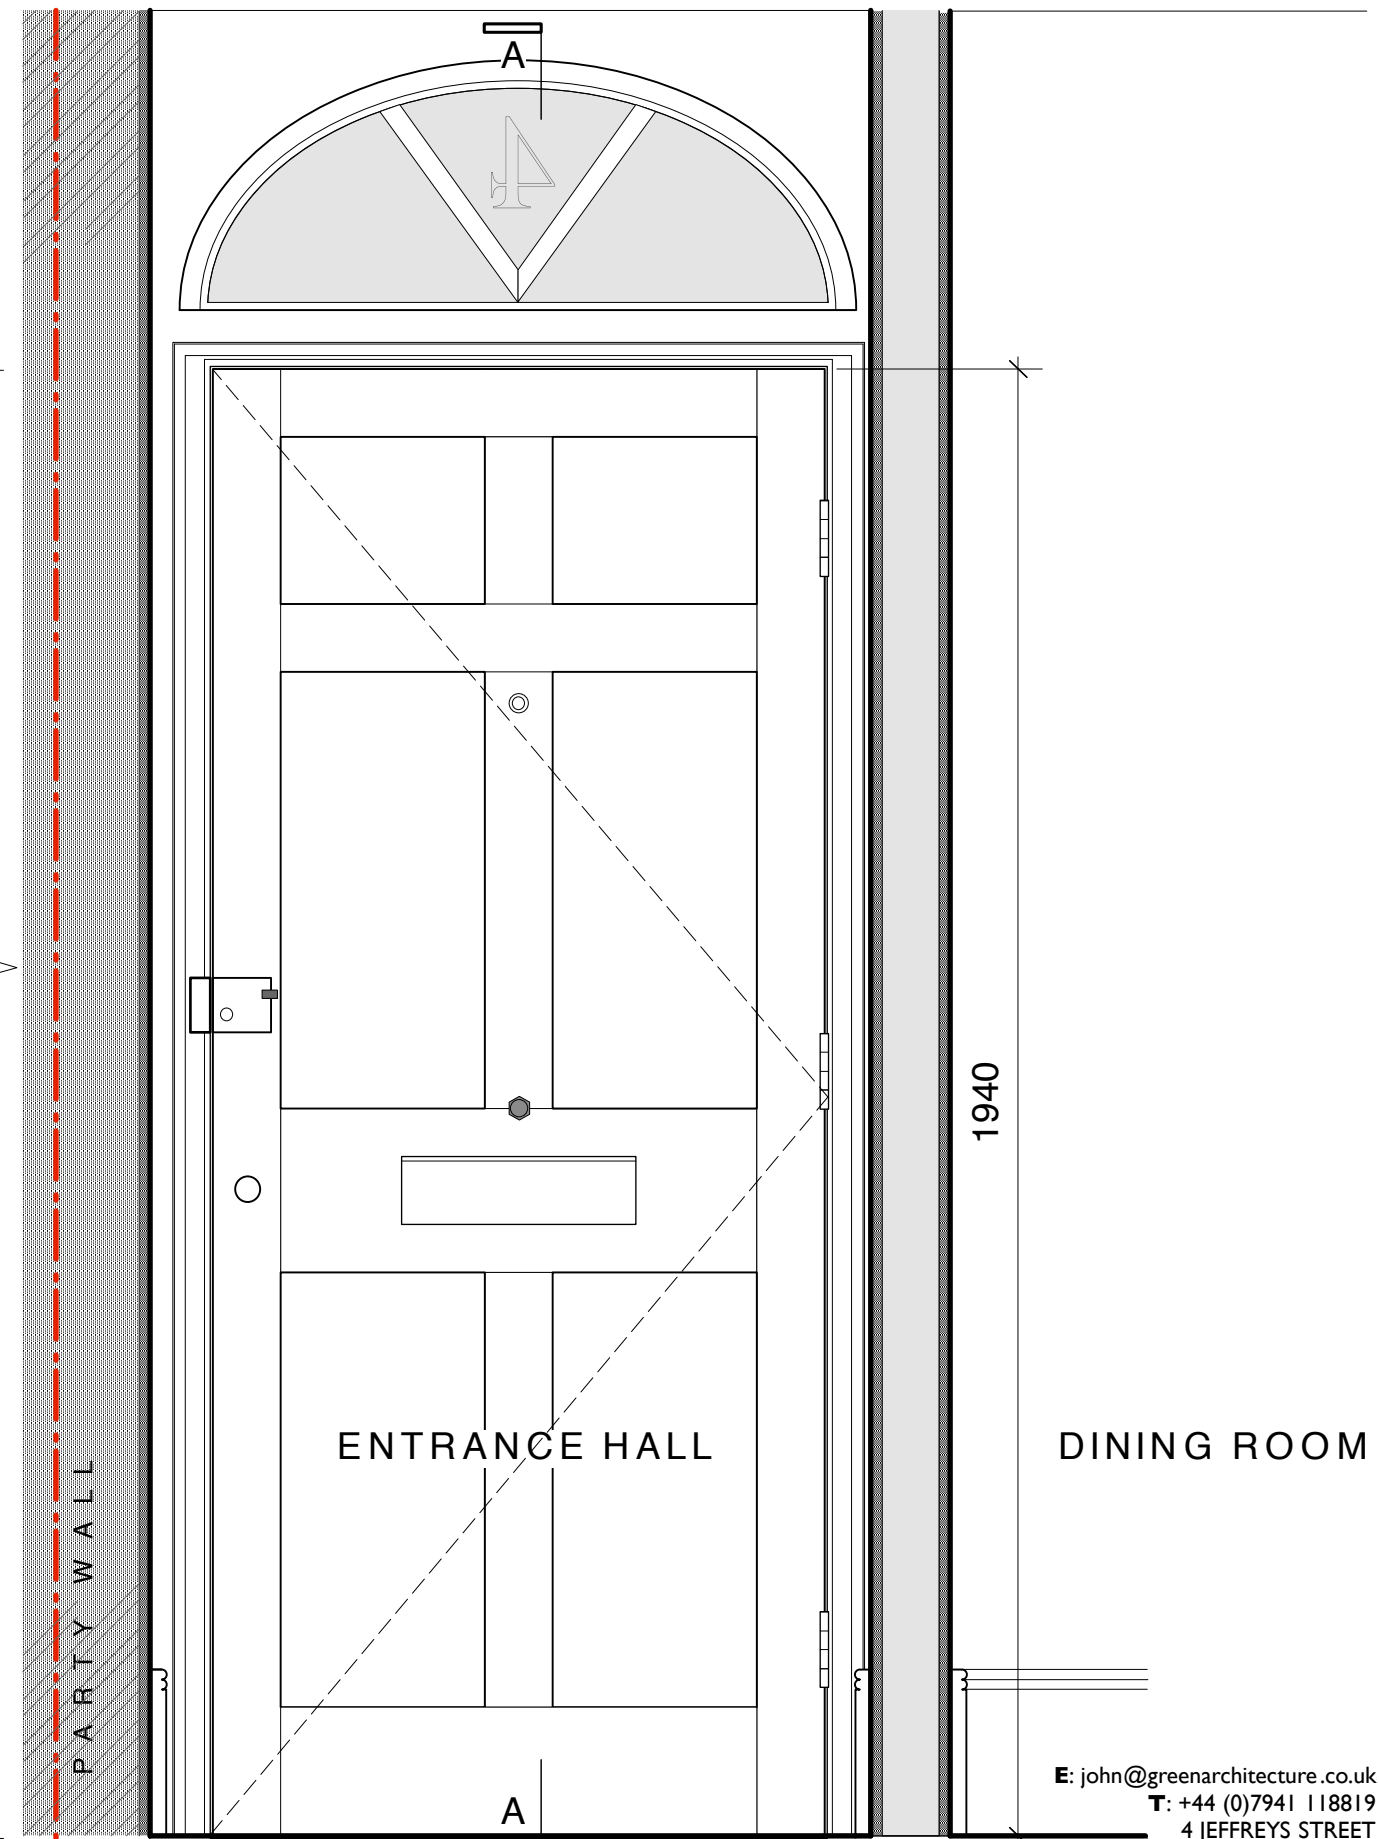 A
4
1940
ENTRANCE HALL
DINING ROOM
PARTY WALL
E: john@greenarchitecture.co.uk
T: +44 (0)7941 118819
A
4 JEFFREYS STREET